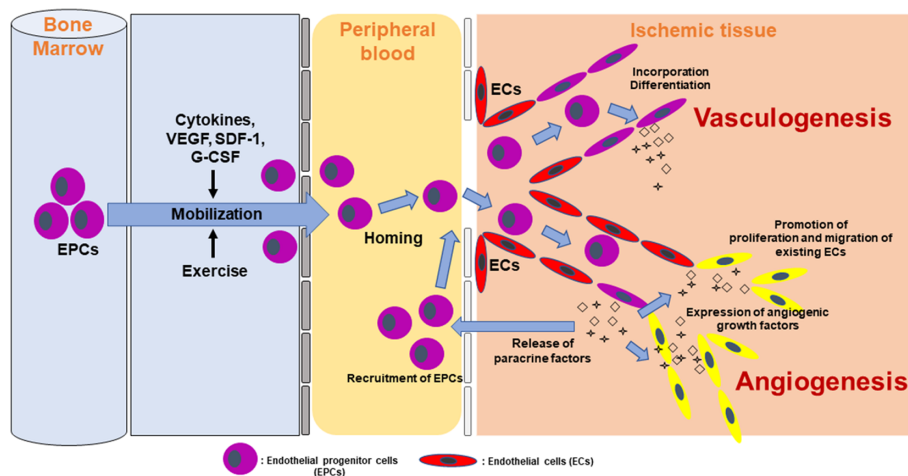 Bone
Marrow
Peripheral
blood
Ischemic tissue
Cytokines,
VEGF, SDF-1,
G-CSF
Mobilization
Exercise
EPCs
Homing
Recruitment of EPCs
ECs
ECs
Incorporation
Differentiation
Vasculogenesis
Promotion of
proliferation and migration of
existing ECs
Expression of angiogenic
growth factors
Release of
paracrine factors
Angiogenesis
: Endothelial progenitor cells
(EPCs)
: Endothelial cells (ECs)